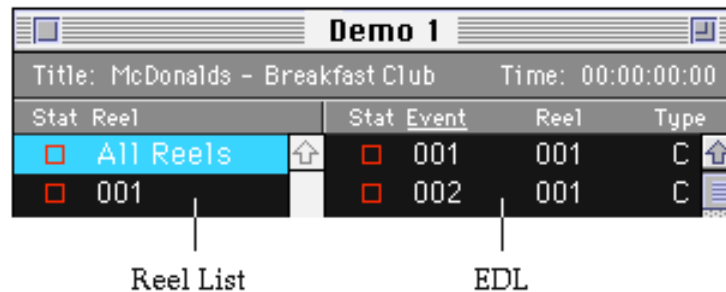 Demo 1
Title: McDonalds - Breakfast Club Time: 00:00:00:00
Stat Reel Stat Event Reel Type
All Reels 001 001 C
001 002 001 C
Reel List EDL